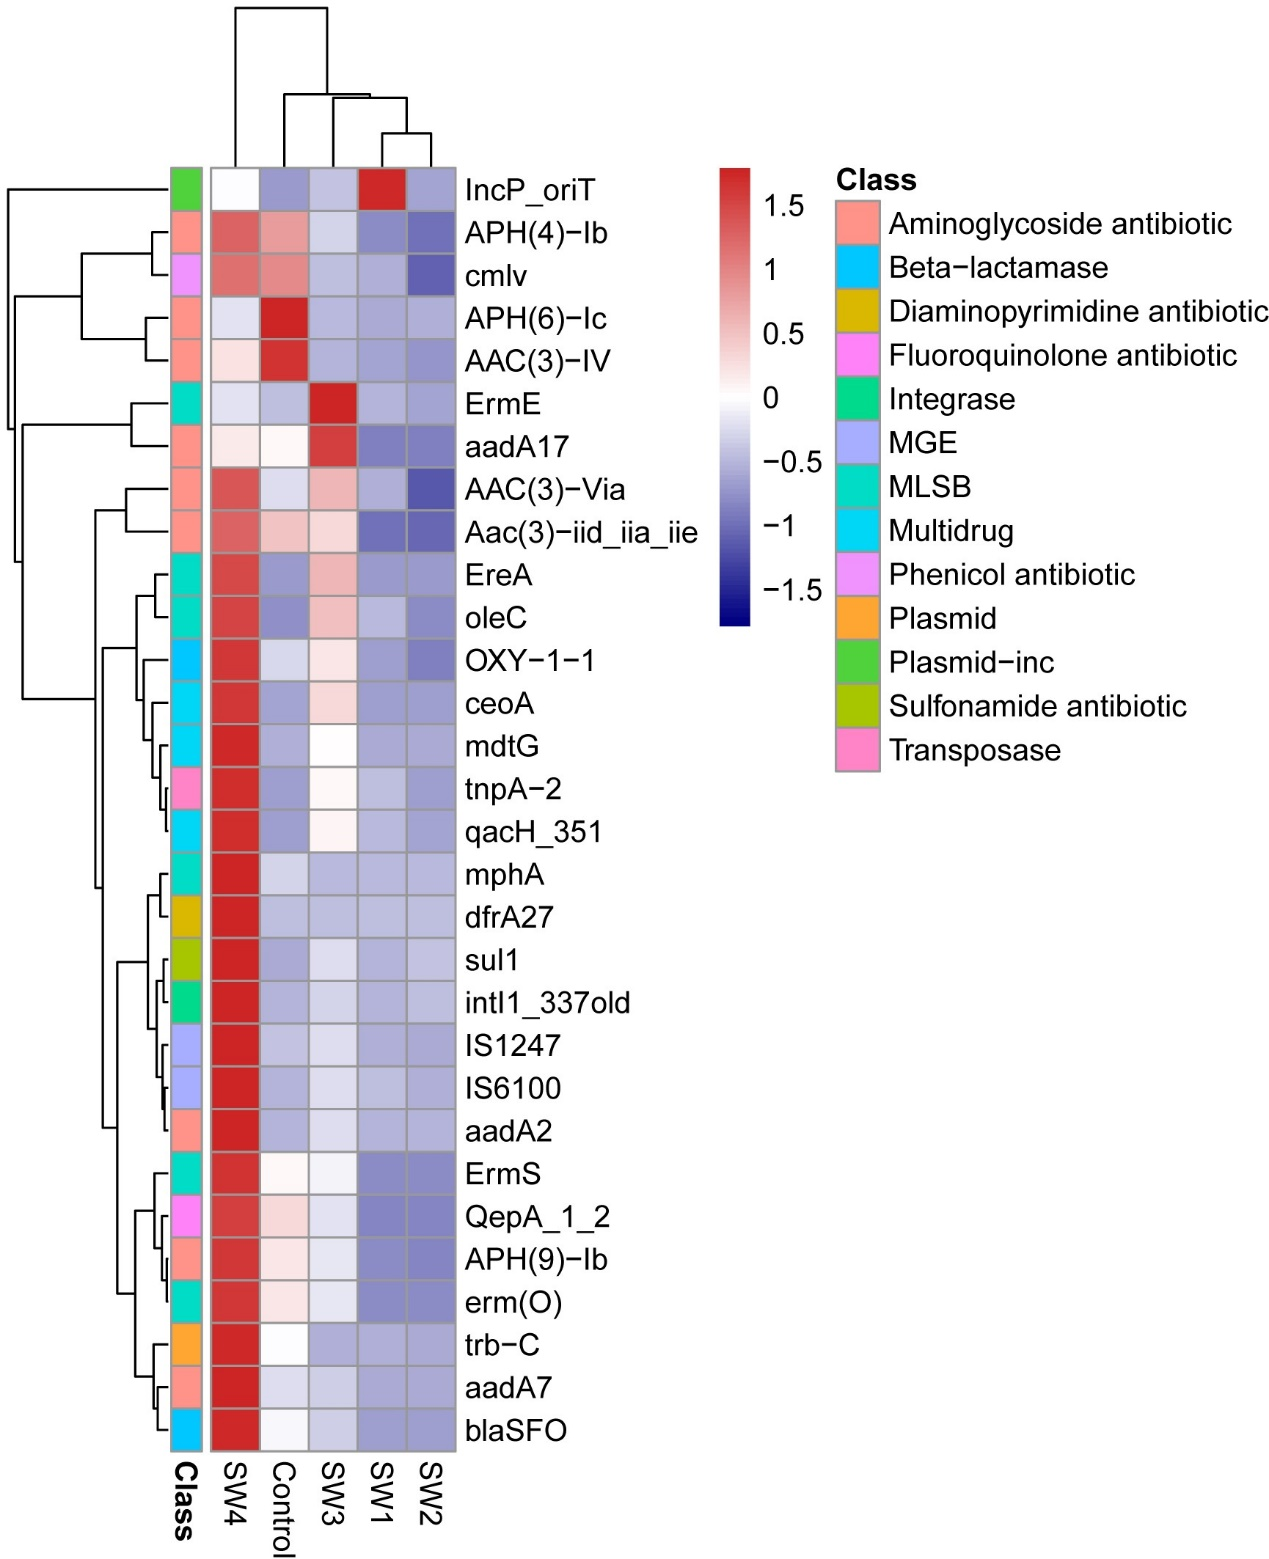 IncP_oriT
APH(4)−Ib
cmlv
APH(6)−Ic
AAC(3)−IV
ErmE
aadA17
AAC(3)−Via
Aac(3)−iid_iia_iie
EreA
oleC
OXY−1−1
ceoA
mdtG
tnpA−2
qacH_351
mphA
dfrA27
sul1
intI1_337old
IS1247
IS6100
aadA2
ErmS
QepA_1_2
APH(9)−Ib
erm(O)
trb−C
aadA7
blaSFO
Class
SW4
Control
SW3
SW1
SW2
1.5
1
0.5
0
−0.5
−1
−1.5
Class
Aminoglycoside antibiotic
Beta−lactamase
Diaminopyrimidine antibiotic
Fluoroquinolone antibiotic
Integrase
MGE
MLSB
Multidrug
Phenicol antibiotic
Plasmid
Plasmid−inc
Sulfonamide antibiotic
Transposase